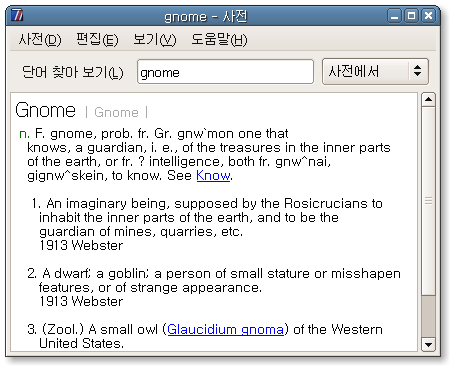 gnome - 사전
사전(D) 편집(E) 보기(V) 도움말(H)
단어 찾아 보기(L) gnome 사전에서
Gnome | Gnome |
n. F. gnome, prob. fr. Gr. gnw`mon one that
knows, a guardian, i. e., of the treasures in the inner parts
of the earth, or fr. ? intelligence, both fr. gnw^nai,
gignw^skein, to know. See Know.
1. An imaginary being, supposed by the Rosicrucians to
inhabit the inner parts of the earth, and to be the
guardian of mines, quarries, etc.
1913 Webster
2. A dwarf; a goblin; a person of small stature or misshapen
features, or of strange appearance.
1913 Webster
3. (Zool.) A small owl (Glaucidium gnoma) of the Western
United States.